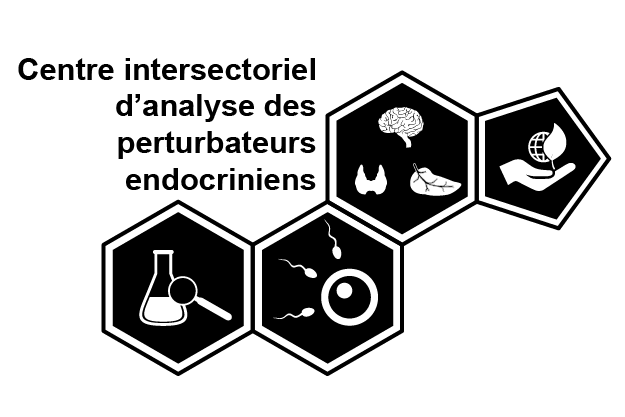 Centre intersectoriel
d’analyse des
perturbateurs
endocriniens